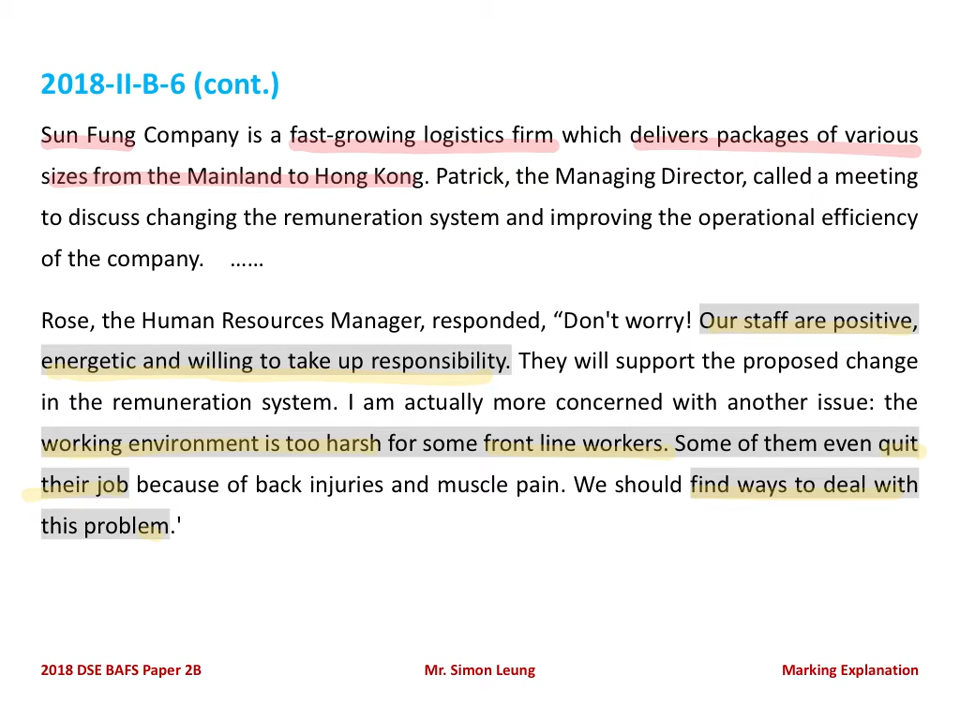 2018-II-B-6 (cont.)
Sun Fung Company is a fast-growing logistics firm which delivers packages of various
sizes from the Mainland to Hong Kong. Patrick, the Managing Director, called a meeting
to discuss changing the remuneration system and improving the operational efficiency
of the company. ……
Rose, the Human Resources Manager, responded, “Don't worry! Our staff are positive,
energetic and willing to take up responsibility. They will support the proposed change
in the remuneration system. I am actually more concerned with another issue: the
working environment is too harsh for some front line workers. Some of them even quit
their job because of back injuries and muscle pain. We should find ways to deal with
this problem.'
2018 DSE BAFS Paper 2B Mr. Simon Leung Marking Explanation